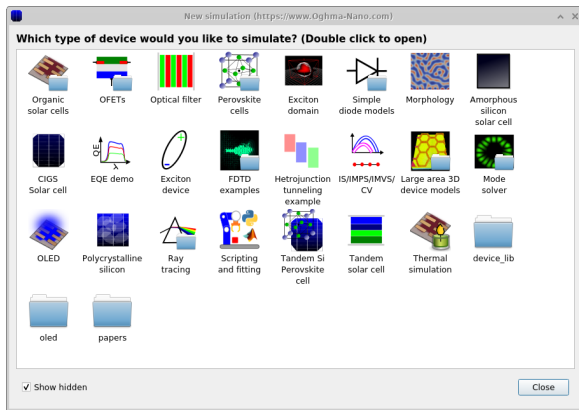 New simulation (https://www.Oghma-Nano.com)
Which type of device would you like to simulate? (Double click to open)
Organic
solar cells
OFETs
Optical filter
Perovskite
cells
Exciton
domain
Simple
diode models
Morphology
Amorphous
silicon
solar cell
CIGS
Solar cell
QE
λ
EQE demo
Exciton
device
FDTD
examples
Hetrojunction
tunneling
example
IS/IMPS/IMVS/
CV
Large area 3D
device models
Mode
solver
OLED
Polycrystalline
silicon
Ray
tracing
Scripting
and fitting
Tandem Si
Perovskite
cell
Tandem
solar cell
Thermal
simulation
device_lib
oled
papers
Show hidden
Close